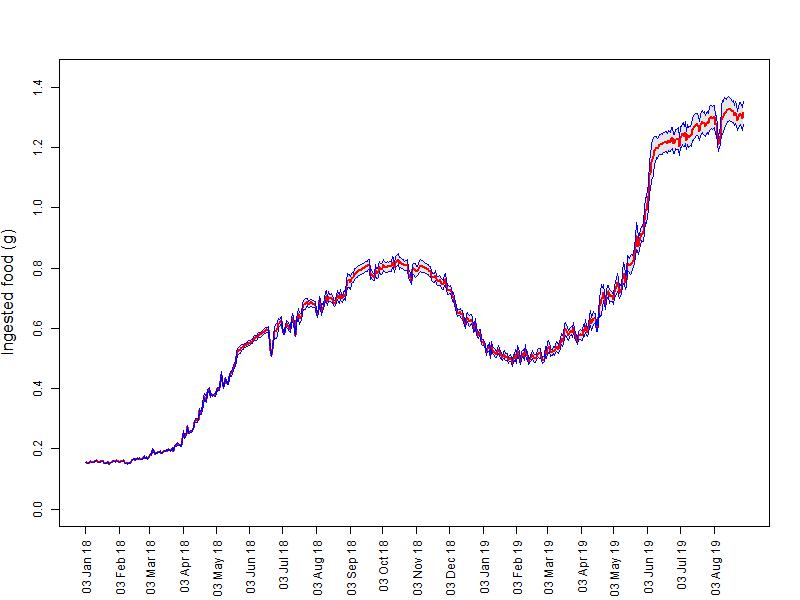 Ingested food (g)
1.4
1.2
1.0
0.8
0.6
0.4
0.2
0.0
03 Jan 18
03 Feb 18
03 Mar 18
03 Apr 18
03 May 18
03 Jun 18
03 Jul 18
03 Aug 18
03 Sep 18
03 Oct 18
03 Nov 18
03 Dec 18
03 Jan 19
03 Feb 19
03 Mar 19
03 Apr 19
03 May 19
03 Jun 19
03 Jul 19
03 Aug 19